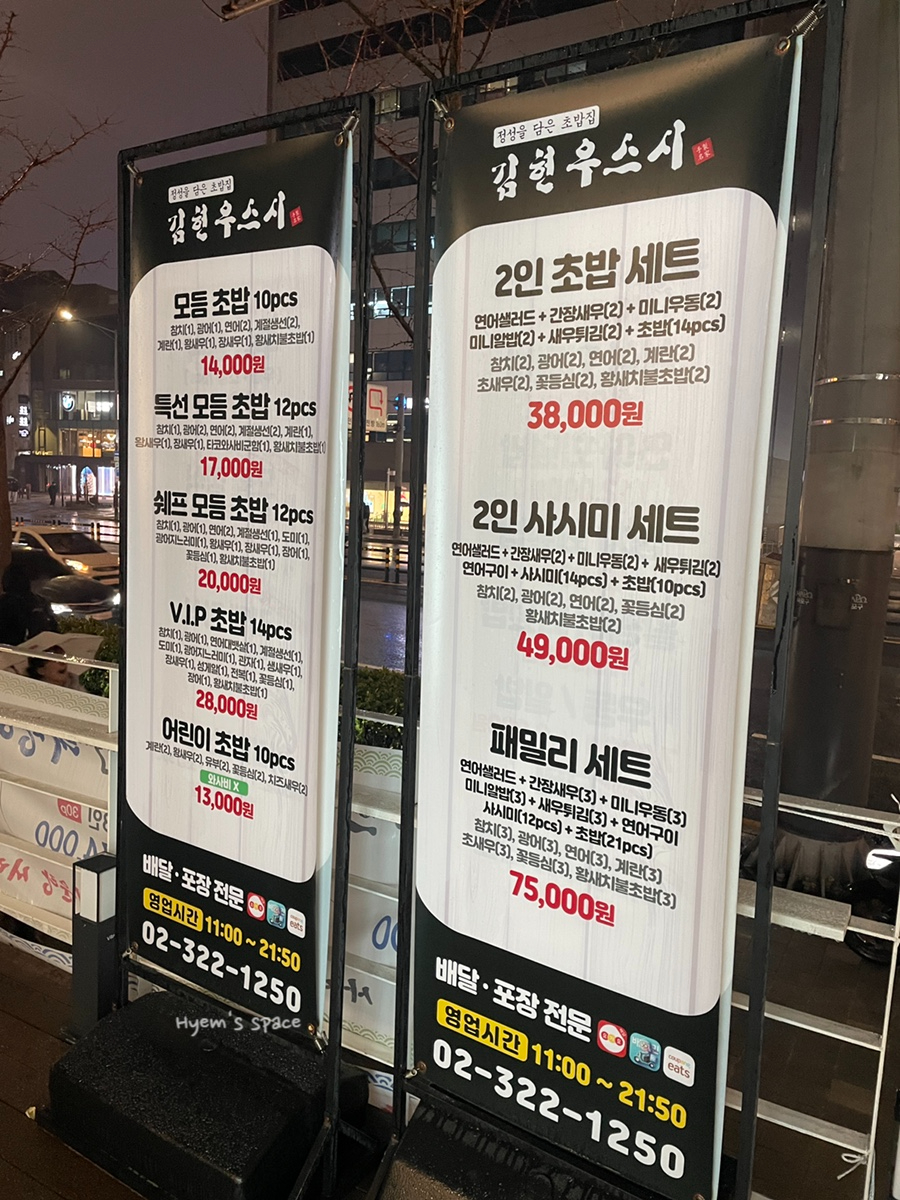 정성을 담은 초밥집
김현우스시
모듬 초밥 10pcs
참치(1), 광어(1), 연어(2), 계절생선(2),
계란(1), 황새우(1), 장새우(1), 황새치불초밥(1)
14,000원
특선 모듬 초밥 12pcs
참치(1), 광어(2), 연어(2), 계절생선(2), 계란(1),
왕새우(1), 장새우(1), 타코와사비군함(1), 황새치불초밥(1)
17,000원
쉐프 모듬 초밥 12pcs
참치(1), 광어(1), 연어(2), 계절생선(1), 도미(1),
광어지느러미(1), 황새우(1), 장새우(1), 장어(1),
꽃등심(1), 황새치불초밥(1)
20,000원
V.I.P 초밥 14pcs
참치(1), 광어(1), 연어대뱃살(1), 계절생선(1),
도미(1), 광어지느러미(1), 관자(1), 생새우(1),
장새우(1), 성게알(1), 전복(1), 꽃등심(1),
장어(1), 황새치불초밥(1)
28,000원
어린이 초밥 10pcs
계란(2), 황새우(2), 유부(2), 꽃등심(2), 치즈새우(2)
와사비 X
13,000원
배달·포장 전문
eats
영업시간 11:00 ~ 21:50
02-322-1250
정성을 담은 초밥집
김현우스시
2인 초밥 세트
연어샐러드 + 간장새우(2) + 미니우동(2)
미니알밥(2) + 새우튀김(2) + 초밥(14pcs)
참치(2), 광어(2), 연어(2), 계란(2)
초새우(2), 꽃등심(2), 황새치불초밥(2)
38,000원
2인 사시미 세트
연어샐러드 + 간장새우(2) + 미니우동(2) + 새우튀김(2)
연어구이 + 사시미(14pcs) + 초밥(10pcs)
참치(2), 광어(2), 연어(2), 꽃등심(2)
황새치불초밥(2)
49,000원
패밀리 세트
연어샐러드 + 간장새우(3) + 미니우동(3)
미니알밥(3) + 새우튀김(3) + 연어구이
사시미(12pcs) + 초밥(21pcs)
참치(3), 광어(3), 연어(3), 계란(3)
초새우(3), 꽃등심(3), 황새치불초밥(3)
75,000원
배달·포장 전문
coupang eats
영업시간 11:00 ~ 21:50
02-322-1250
30p
Hyem's space